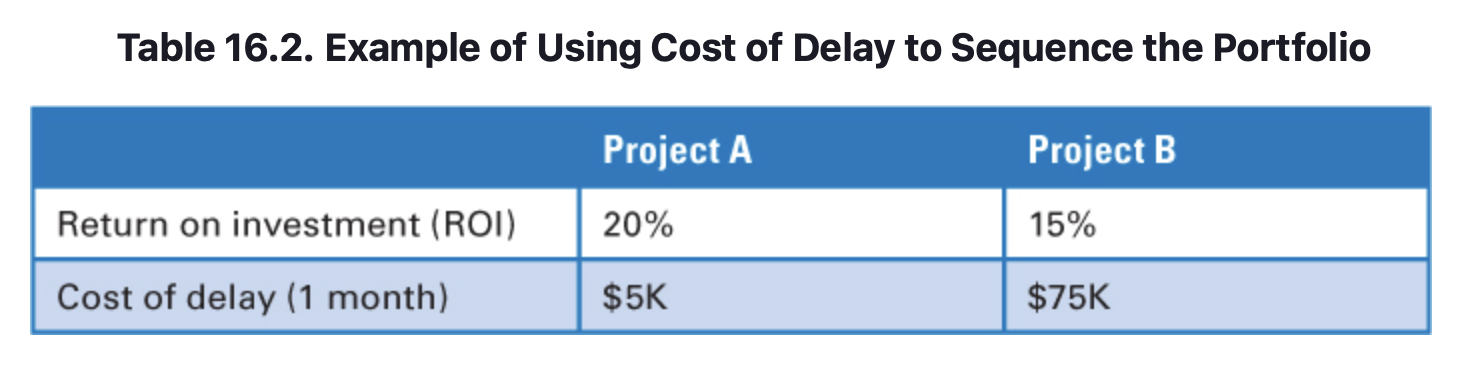 Table 16.2. Example of Using Cost of Delay to Sequence the Portfolio
Project A Project B
Return on investment (ROI) 20% 15%
Cost of delay (1 month) $5K $75K